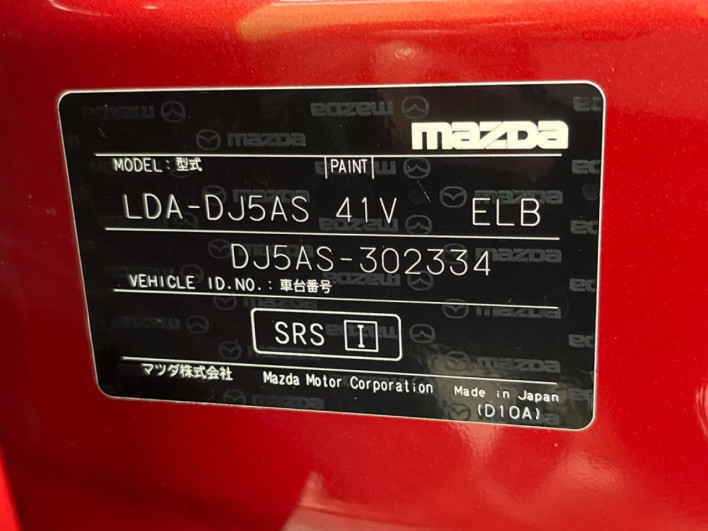 mazda
MODEL:型式 PAINT
LDA-DJ5AS 41V ELB
DJ5AS-302334
VEHICLE ID.NO.:車台番号
SRS I
マツダ株式会社 Mazda Motor Corporation Made in Japan
(D10A)